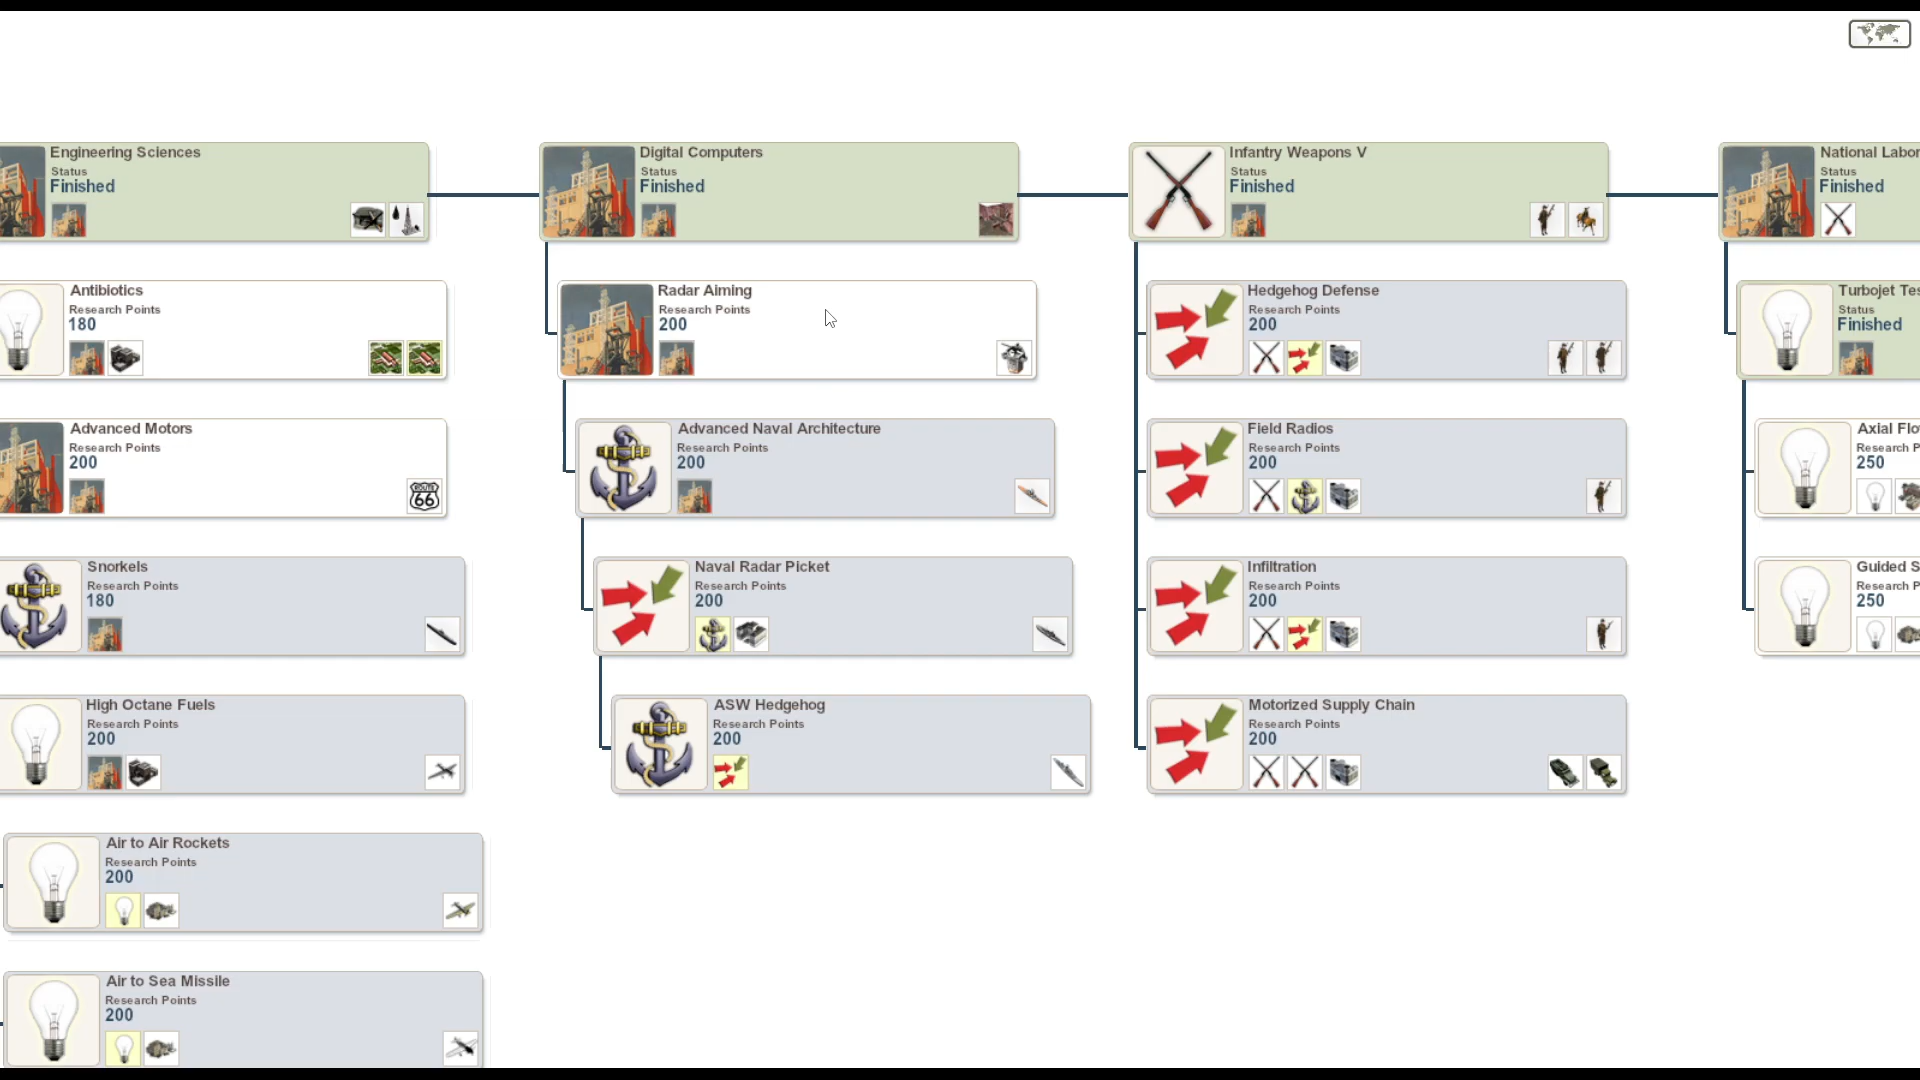 Engineering Sciences
Status
Finished
Antibiotics
Research Points
180
Advanced Motors
Research Points
200
66
Snorkels
Research Points
180
High Octane Fuels
Research Points
200
Air to Air Rockets
Research Points
200
Air to Sea Missile
Research Points
200
Digital Computers
Status
Finished
Radar Aiming
Research Points
200
Advanced Naval Architecture
Research Points
200
Naval Radar Picket
Research Points
200
ASW Hedgehog
Research Points
200
Infantry Weapons V
Status
Finished
Hedgehog Defense
Research Points
200
Field Radios
Research Points
200
Infiltration
Research Points
200
Motorized Supply Chain
Research Points
200
National Labor
Status
Finished
Turbojet Tes
Status
Finished
Axial Flo
Research P
250
Guided S
Research P
250